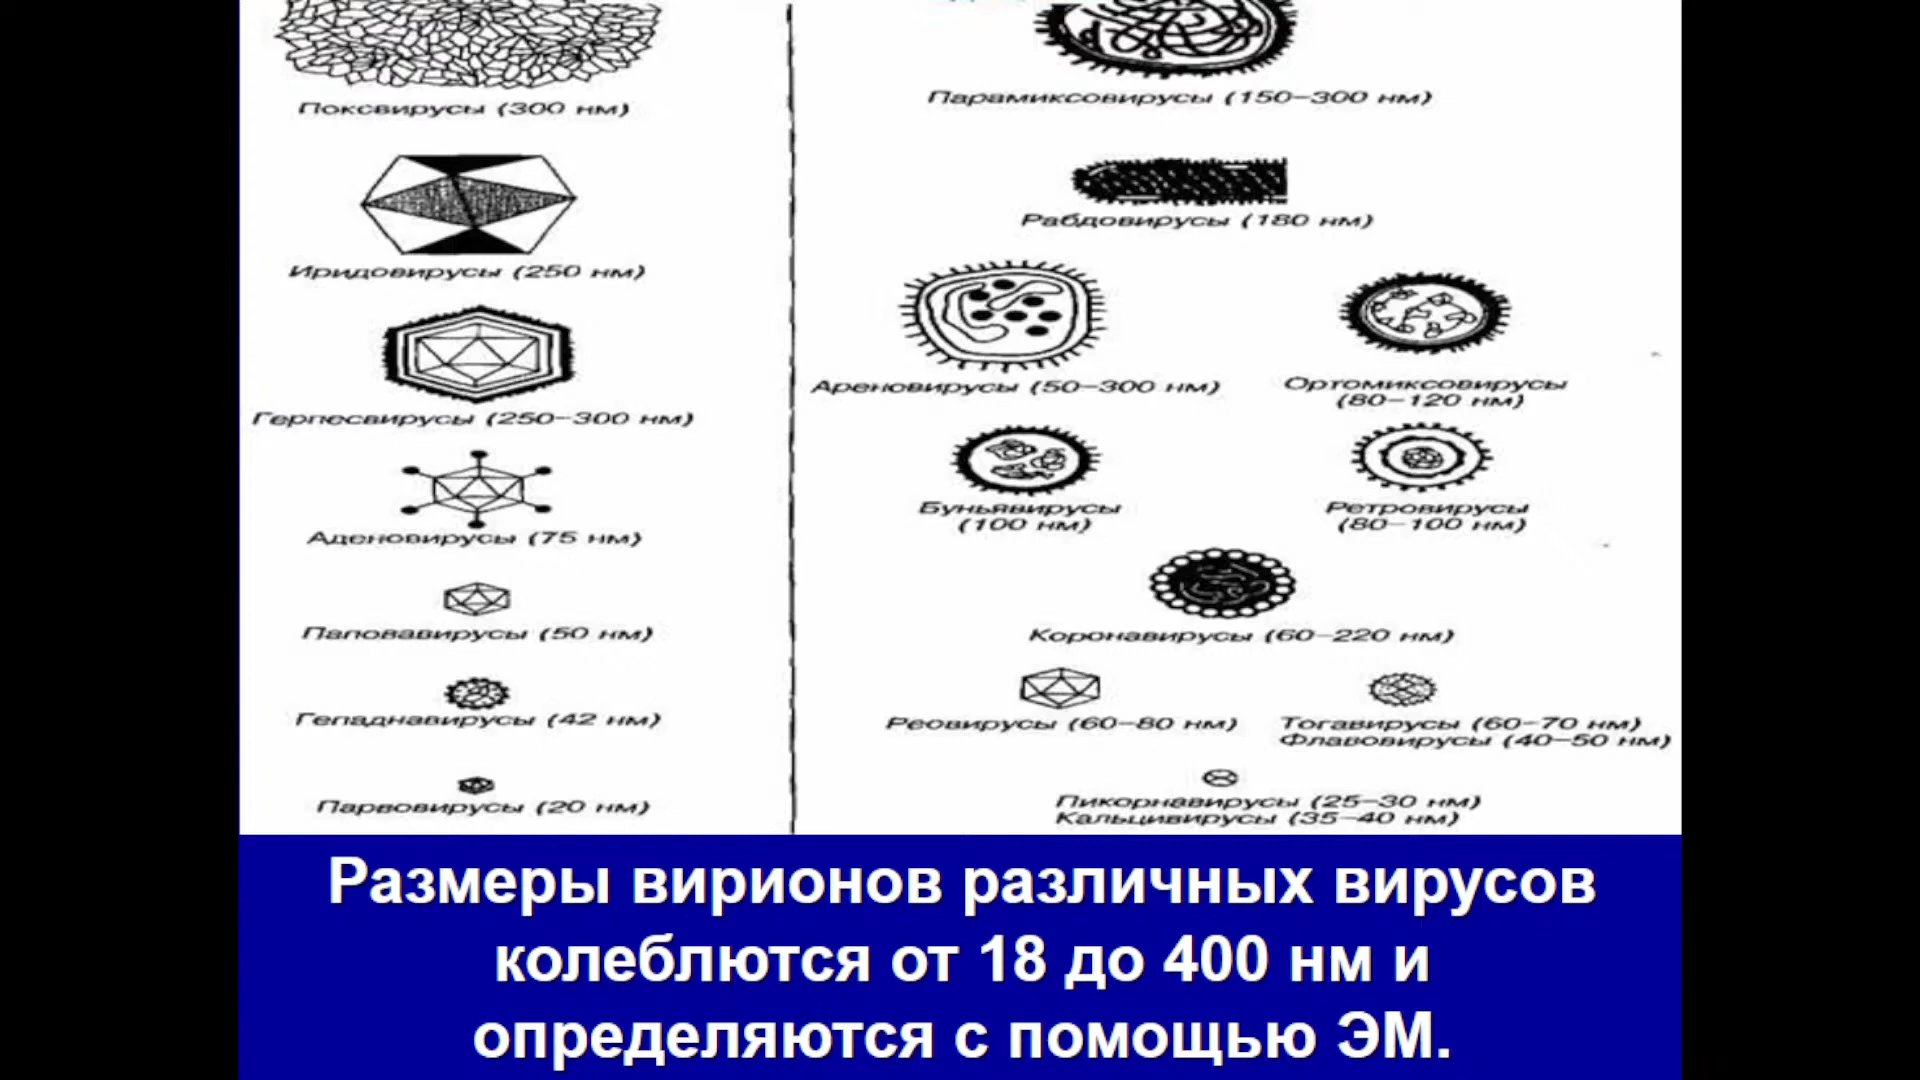 Поксвирусы (300 нм)
Иридовирусы (250 нм)
Герпесвирусы (250–300 нм)
Аденовирусы (75 нм)
Паповавирусы (50 нм)
Гепаднавирусы (42 нм)
Парвовирусы (20 нм)
Парамиксовирусы (150–300 нм)
Рабдовирусы (180 нм)
Ареновирусы (50–300 нм)
Ортомиксовирусы
(80–120 нм)
Буньявирусы
(100 нм)
Ретровирусы
(80–100 нм)
Коронавирусы (60–220 нм)
Реовирусы (60–80 нм)
Тогавирусы (60–70 нм)
Флавовирусы (40–50 нм)
Пикорнавирусы (25–30 нм)
Кальцивирусы (35–40 нм)
Размеры вирионов различных вирусов
колеблются от 18 до 400 нм и
определяются с помощью ЭМ.